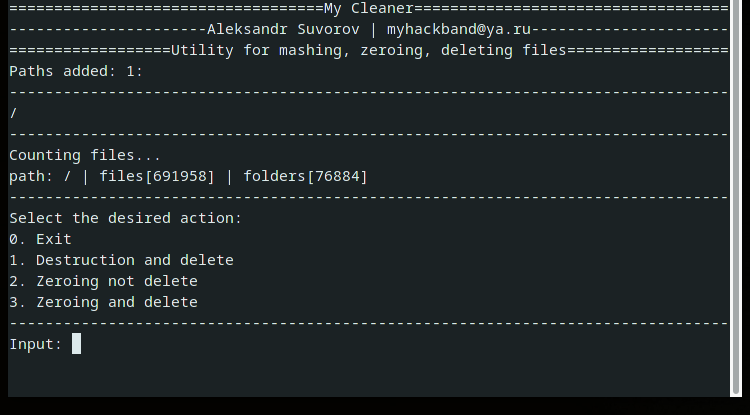 ===================================My Cleaner===================================
----------------------Aleksandr Suvorov | myhackband@ya.ru----------------------
==================Utility for mashing, zeroing, deleting files==================
Paths added: 1:
--------------------------------------------------------------------------------
/
--------------------------------------------------------------------------------
Counting files...
path: / | files[691958] | folders[76884]
--------------------------------------------------------------------------------
Select the desired action:
0. Exit
1. Destruction and delete
2. Zeroing not delete
3. Zeroing and delete
--------------------------------------------------------------------------------
Input: